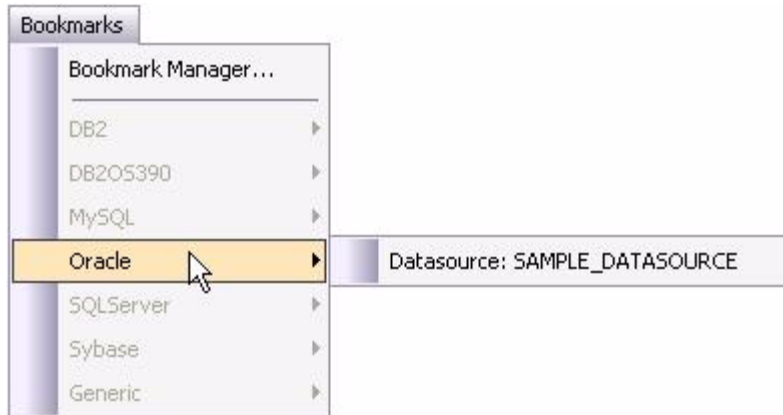 Bookmarks
Bookmark Manager...
DB2
DB2OS390
MySQL
Oracle
Datasource: SAMPLE_DATASOURCE
SQLServer
Sybase
Generic